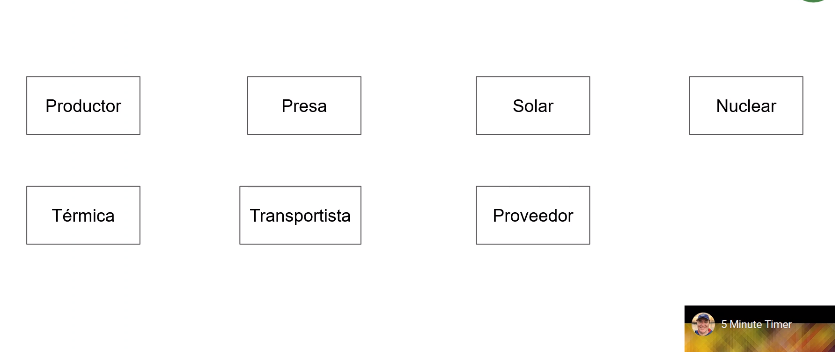 Productor
Presa
Solar
Nuclear
Térmica
Transportista
Proveedor
5 Minute Timer